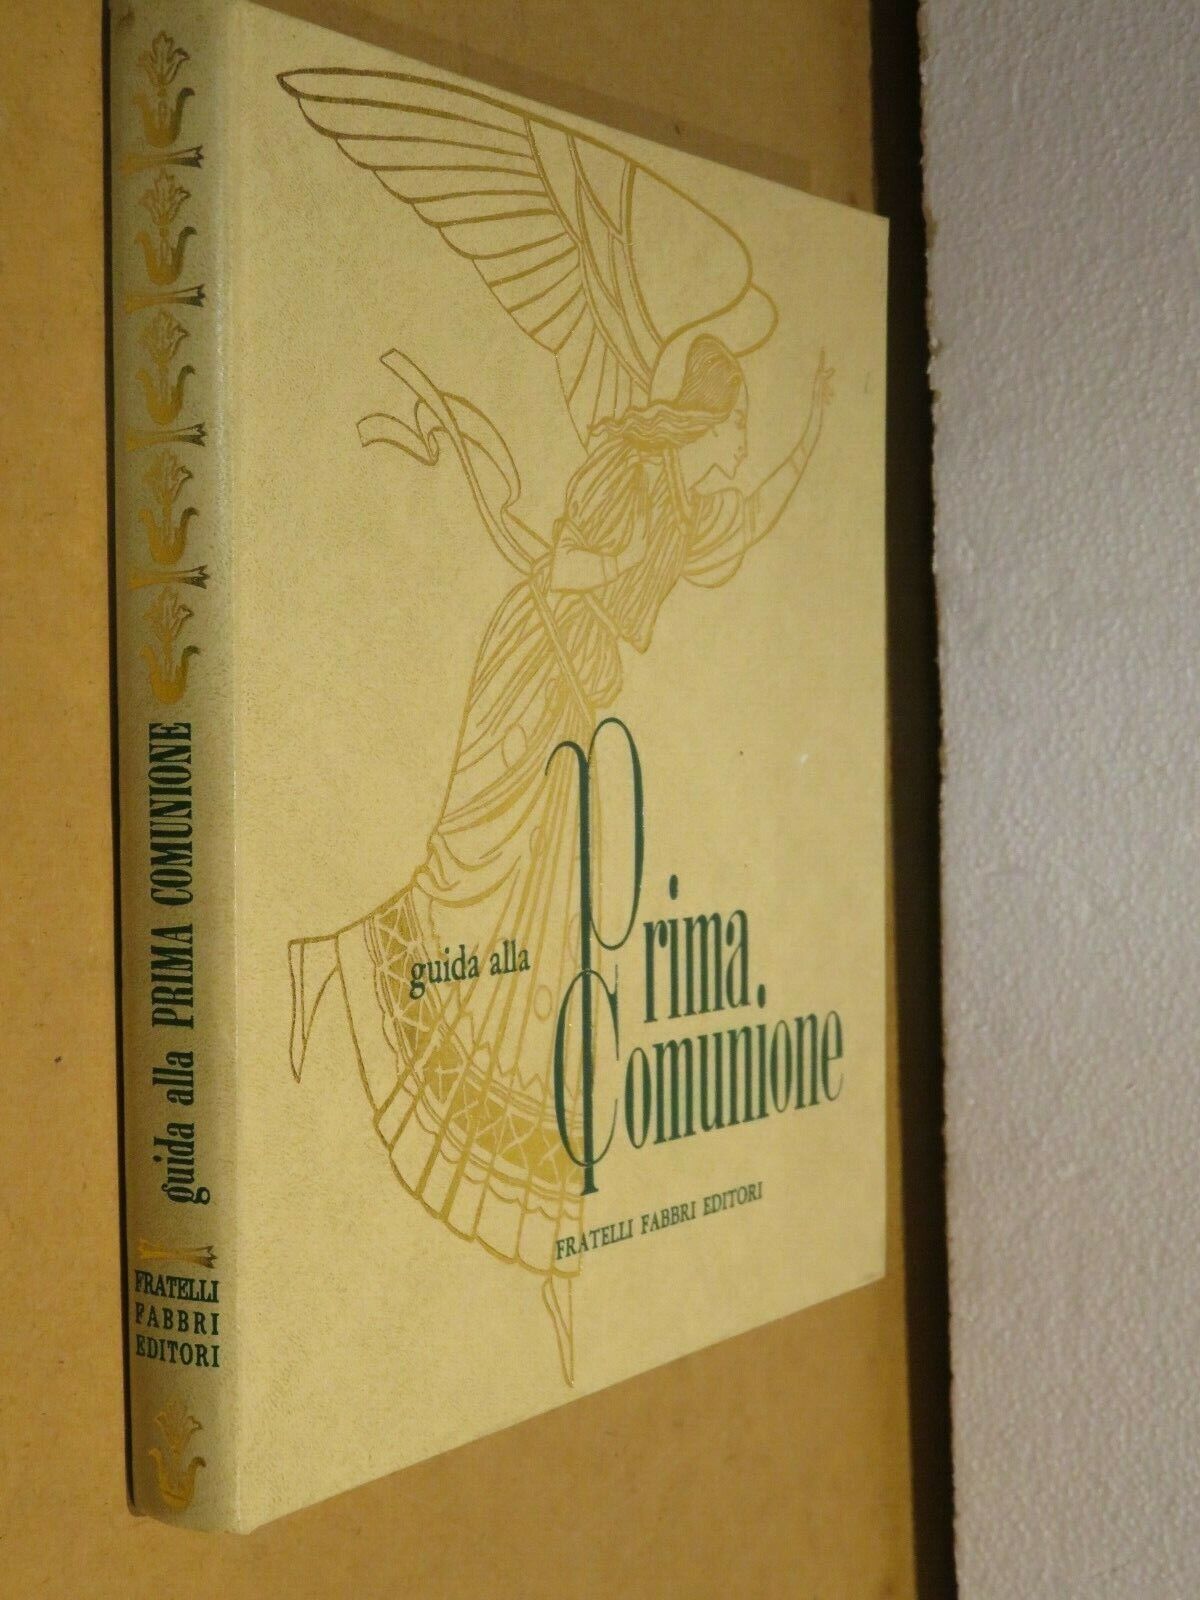 guida alla PRIMA COMUNIONE
FRATELLI
FABBRI
EDITORI
guida alla
Prima
Comunione
FRATELLI FABBRI EDITORI